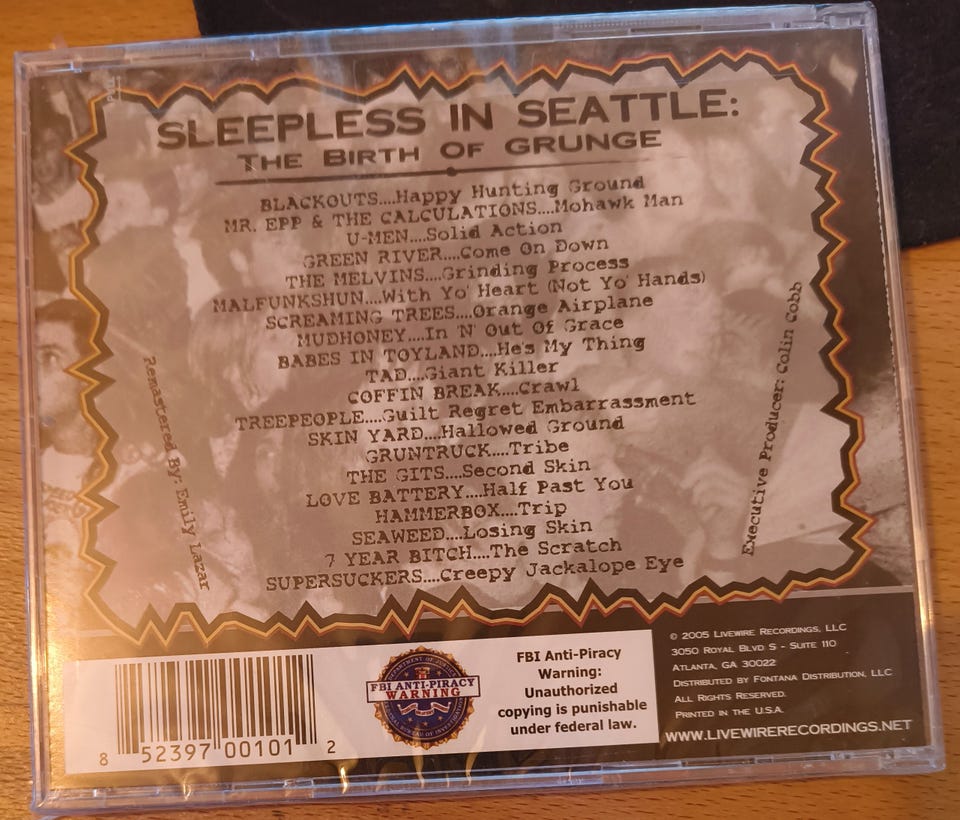 SLEEPLESS IN SEATTLE:
THE BIRTH OF GRUNGE
BLACKOUTS....Happy Hunting Ground
MR. EPP & THE CALCULATIONS....Mohawk Man
U-MEN....Solid Action
GREEN RIVER....Come On Down
THE MELVINS....Grinding Process
MALFUNKSHUN....With Yo' Heart (Not Yo' Hands)
SCREAMING TREES....Orange Airplane
MUDHONEY....In 'N' Out Of Grace
BABES IN TOYLAND....He's My Thing
TAD....Giant Killer
COFFIN BREAK....Crawl
TREEPEOPLE....Guilt Regret Embarrassment
SKIN YARD....Hallowed Ground
GRUNTRUCK....Tribe
THE GITS....Second Skin
LOVE BATTERY....Half Past You
HAMMERBOX....Trip
SEAWEED....Losing Skin
7 YEAR BITCH....The Scratch
SUPERSUCKERS....Creepy Jackalope Eye
Remastered By: Emily Lazar
Executive Producer: Colin Cobb
8 52397 00101 2
FBI ANTI-PIRACY
WARNING
FBI Anti-Piracy
Warning:
Unauthorized
copying is punishable
under federal law.
© 2005 LIVEWIRE RECORDINGS, LLC
3050 ROYAL BLVD S - SUITE 110
ATLANTA, GA 30022
DISTRIBUTED BY FONTANA DISTRIBUTION, LLC
ALL RIGHTS RESERVED.
PRINTED IN THE U.S.A.
WWW.LIVEWIRERECORDINGS.NET